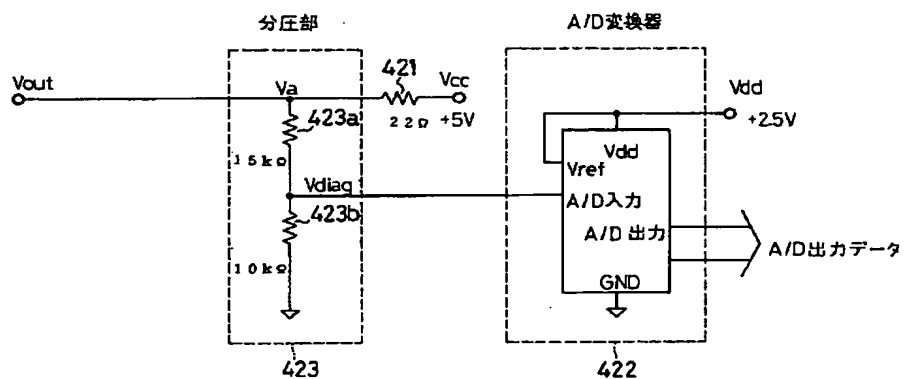 分圧部
A/D変換器
Vout
Va
421
Vcc
22Ω
+5V
Vdd
+2.5V
423a
15kΩ
Vdiag
423b
10kΩ
Vdd
Vref
A/D入力
A/D出力
GND
A/D出力データ
423
422